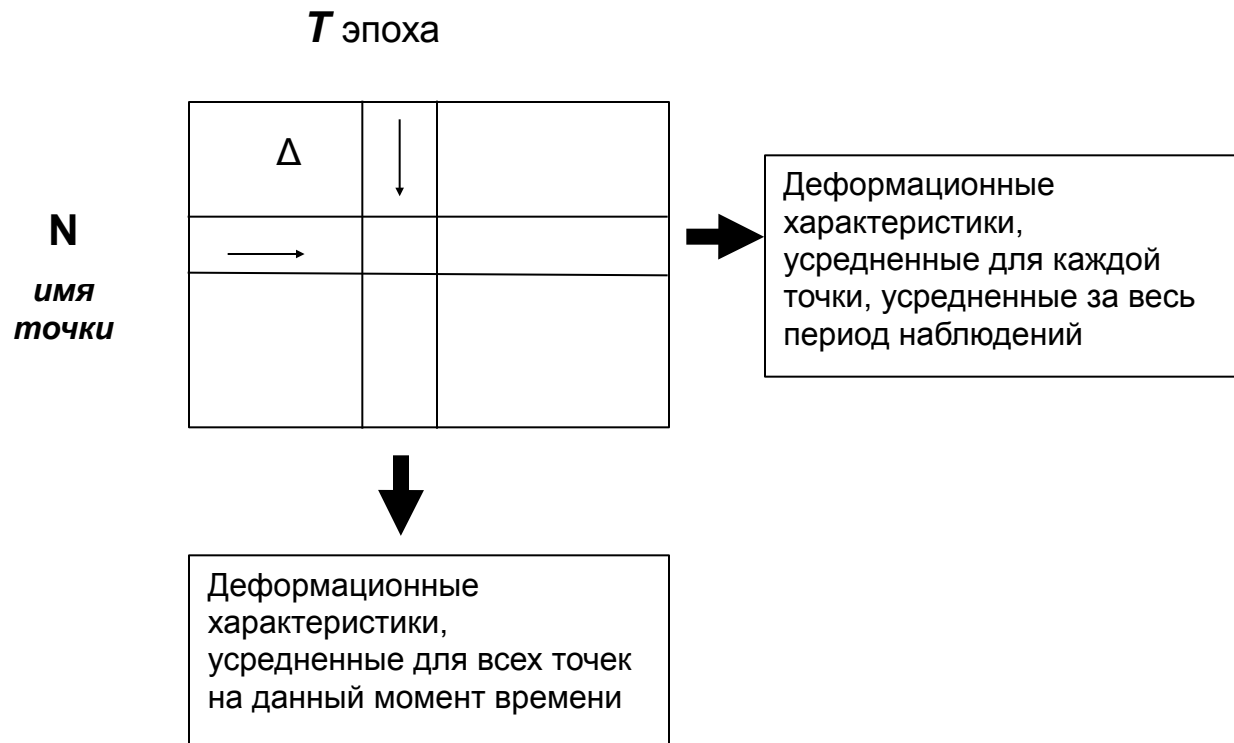 T эпоха
Δ
N
имя
точки
Деформационные
характеристики,
усредненные для каждой
точки, усредненные за весь
период наблюдений
Деформационные
характеристики,
усредненные для всех точек
на данный момент времени